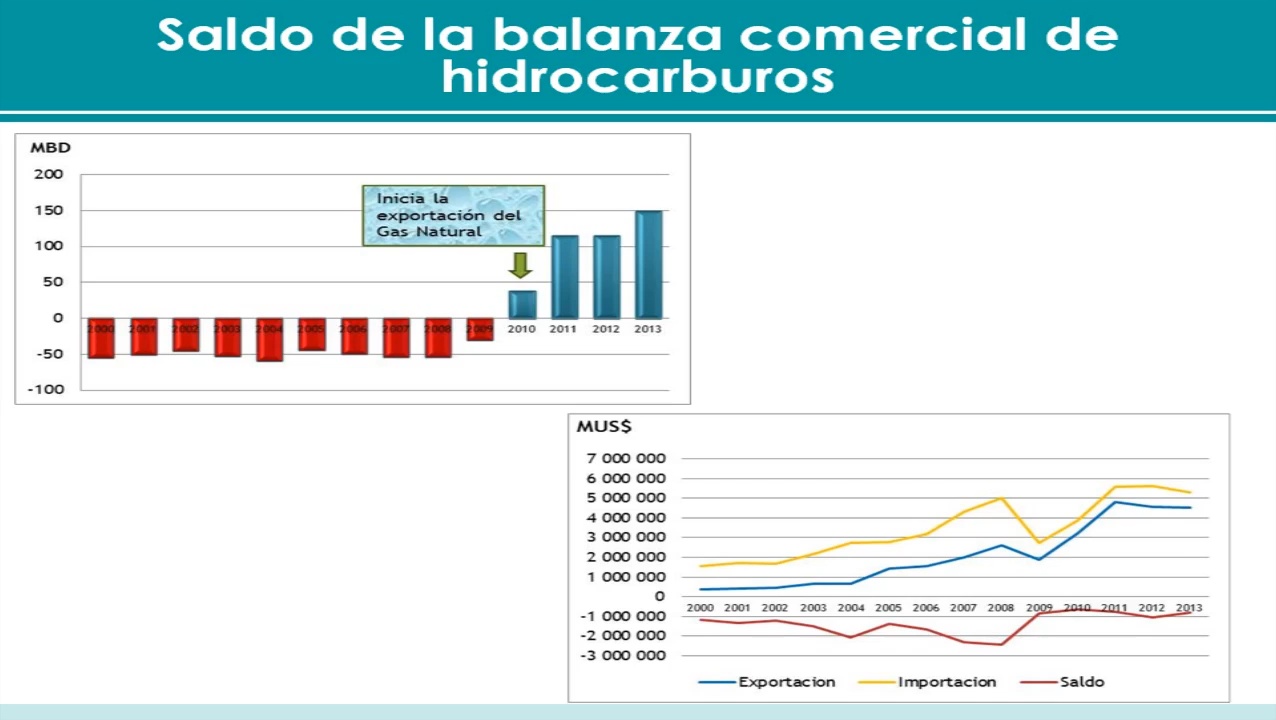 Saldo de la balanza comercial de
hidrocarburos
MBD
200
150
100
50
0
-50
-100
Inicia la
exportación del
Gas Natural
2000 2001 2002 2003 2004 2005 2006 2007 2008 2009 2010 2011 2012 2013
MUS$
7 000 000
6 000 000
5 000 000
4 000 000
3 000 000
2 000 000
1 000 000
0
-1 000 000
-2 000 000
-3 000 000
2000 2001 2002 2003 2004 2005 2006 2007 2008 2009 2010 2011 2012 2013
Exportacion Importacion Saldo